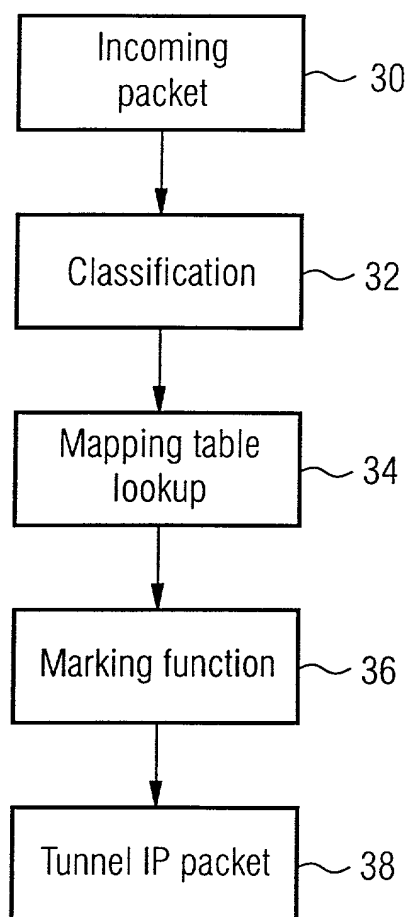 Incoming
packet
30
Classification
32
Mapping table
lookup
34
Marking function
36
Tunnel IP packet
38